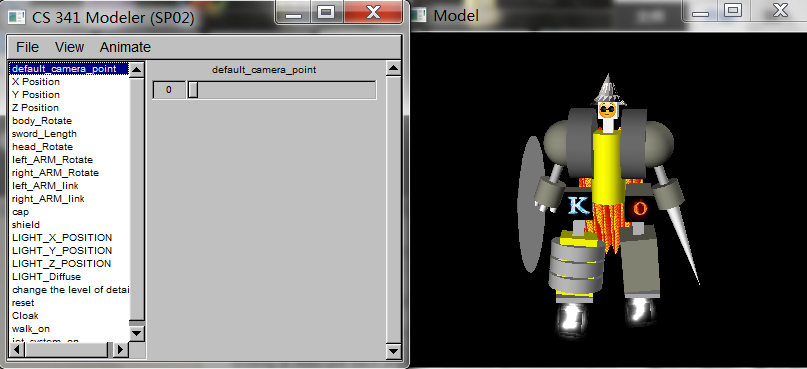 CS 341 Modeler (SP02)
Model
File View Animate
default_camera_point
X Position
Y Position
Z Position
body_Rotate
sword_Length
head_Rotate
left_ARM_Rotate
right_ARM_Rotate
left_ARM_link
right_ARM_link
cap
shield
LIGHT_X_POSITION
LIGHT_Y_POSITION
LIGHT_Z_POSITION
LIGHT_Diffuse
change the level of detai
reset
Cloak
walk_on
jet_system_on
default_camera_point
0
K O